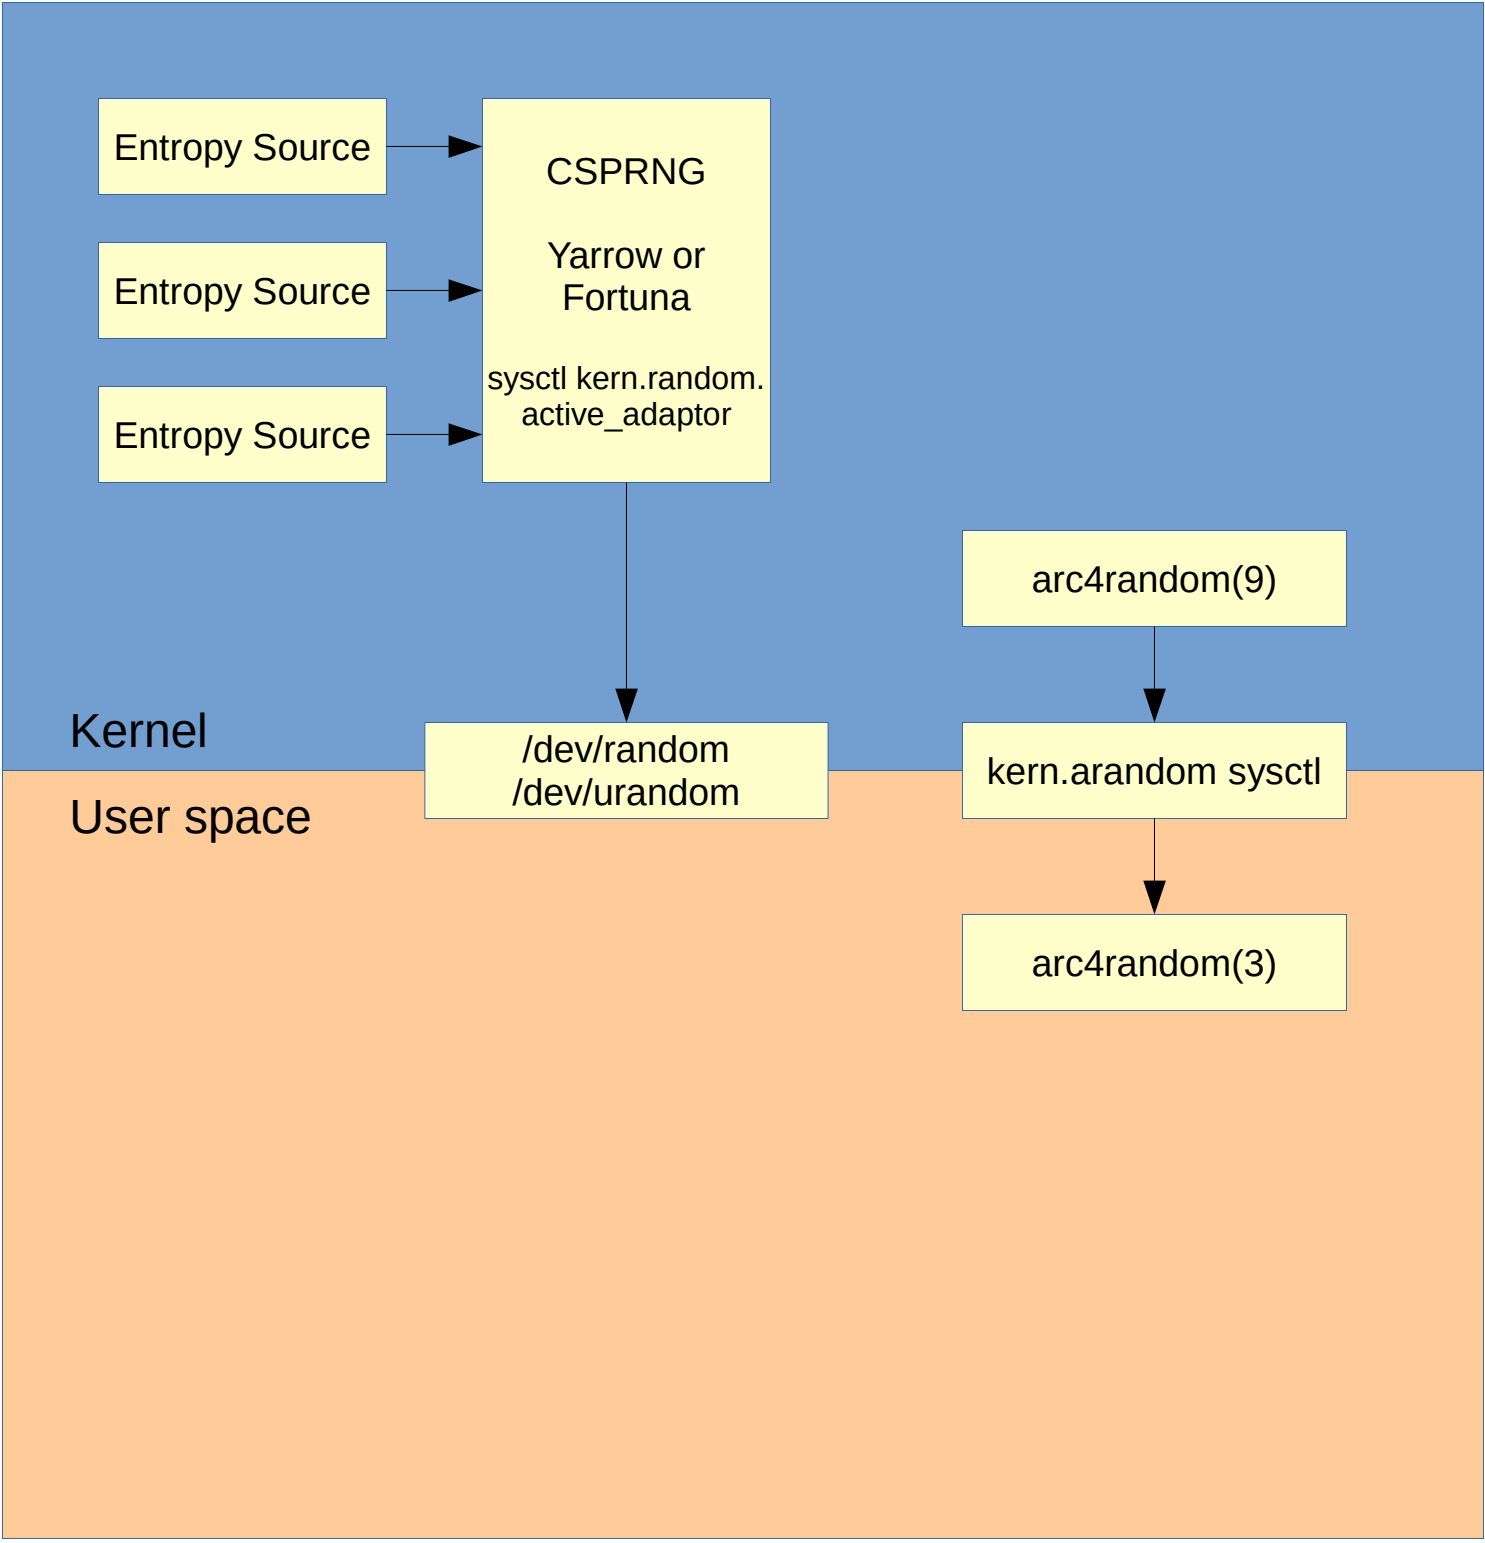 Entropy Source
Entropy Source
Entropy Source
CSPRNG
Yarrow or
Fortuna
sysctl kern.random.
active_adaptor
arc4random(9)
Kernel
/dev/random
/dev/urandom
kern.arandom sysctl
User space
arc4random(3)